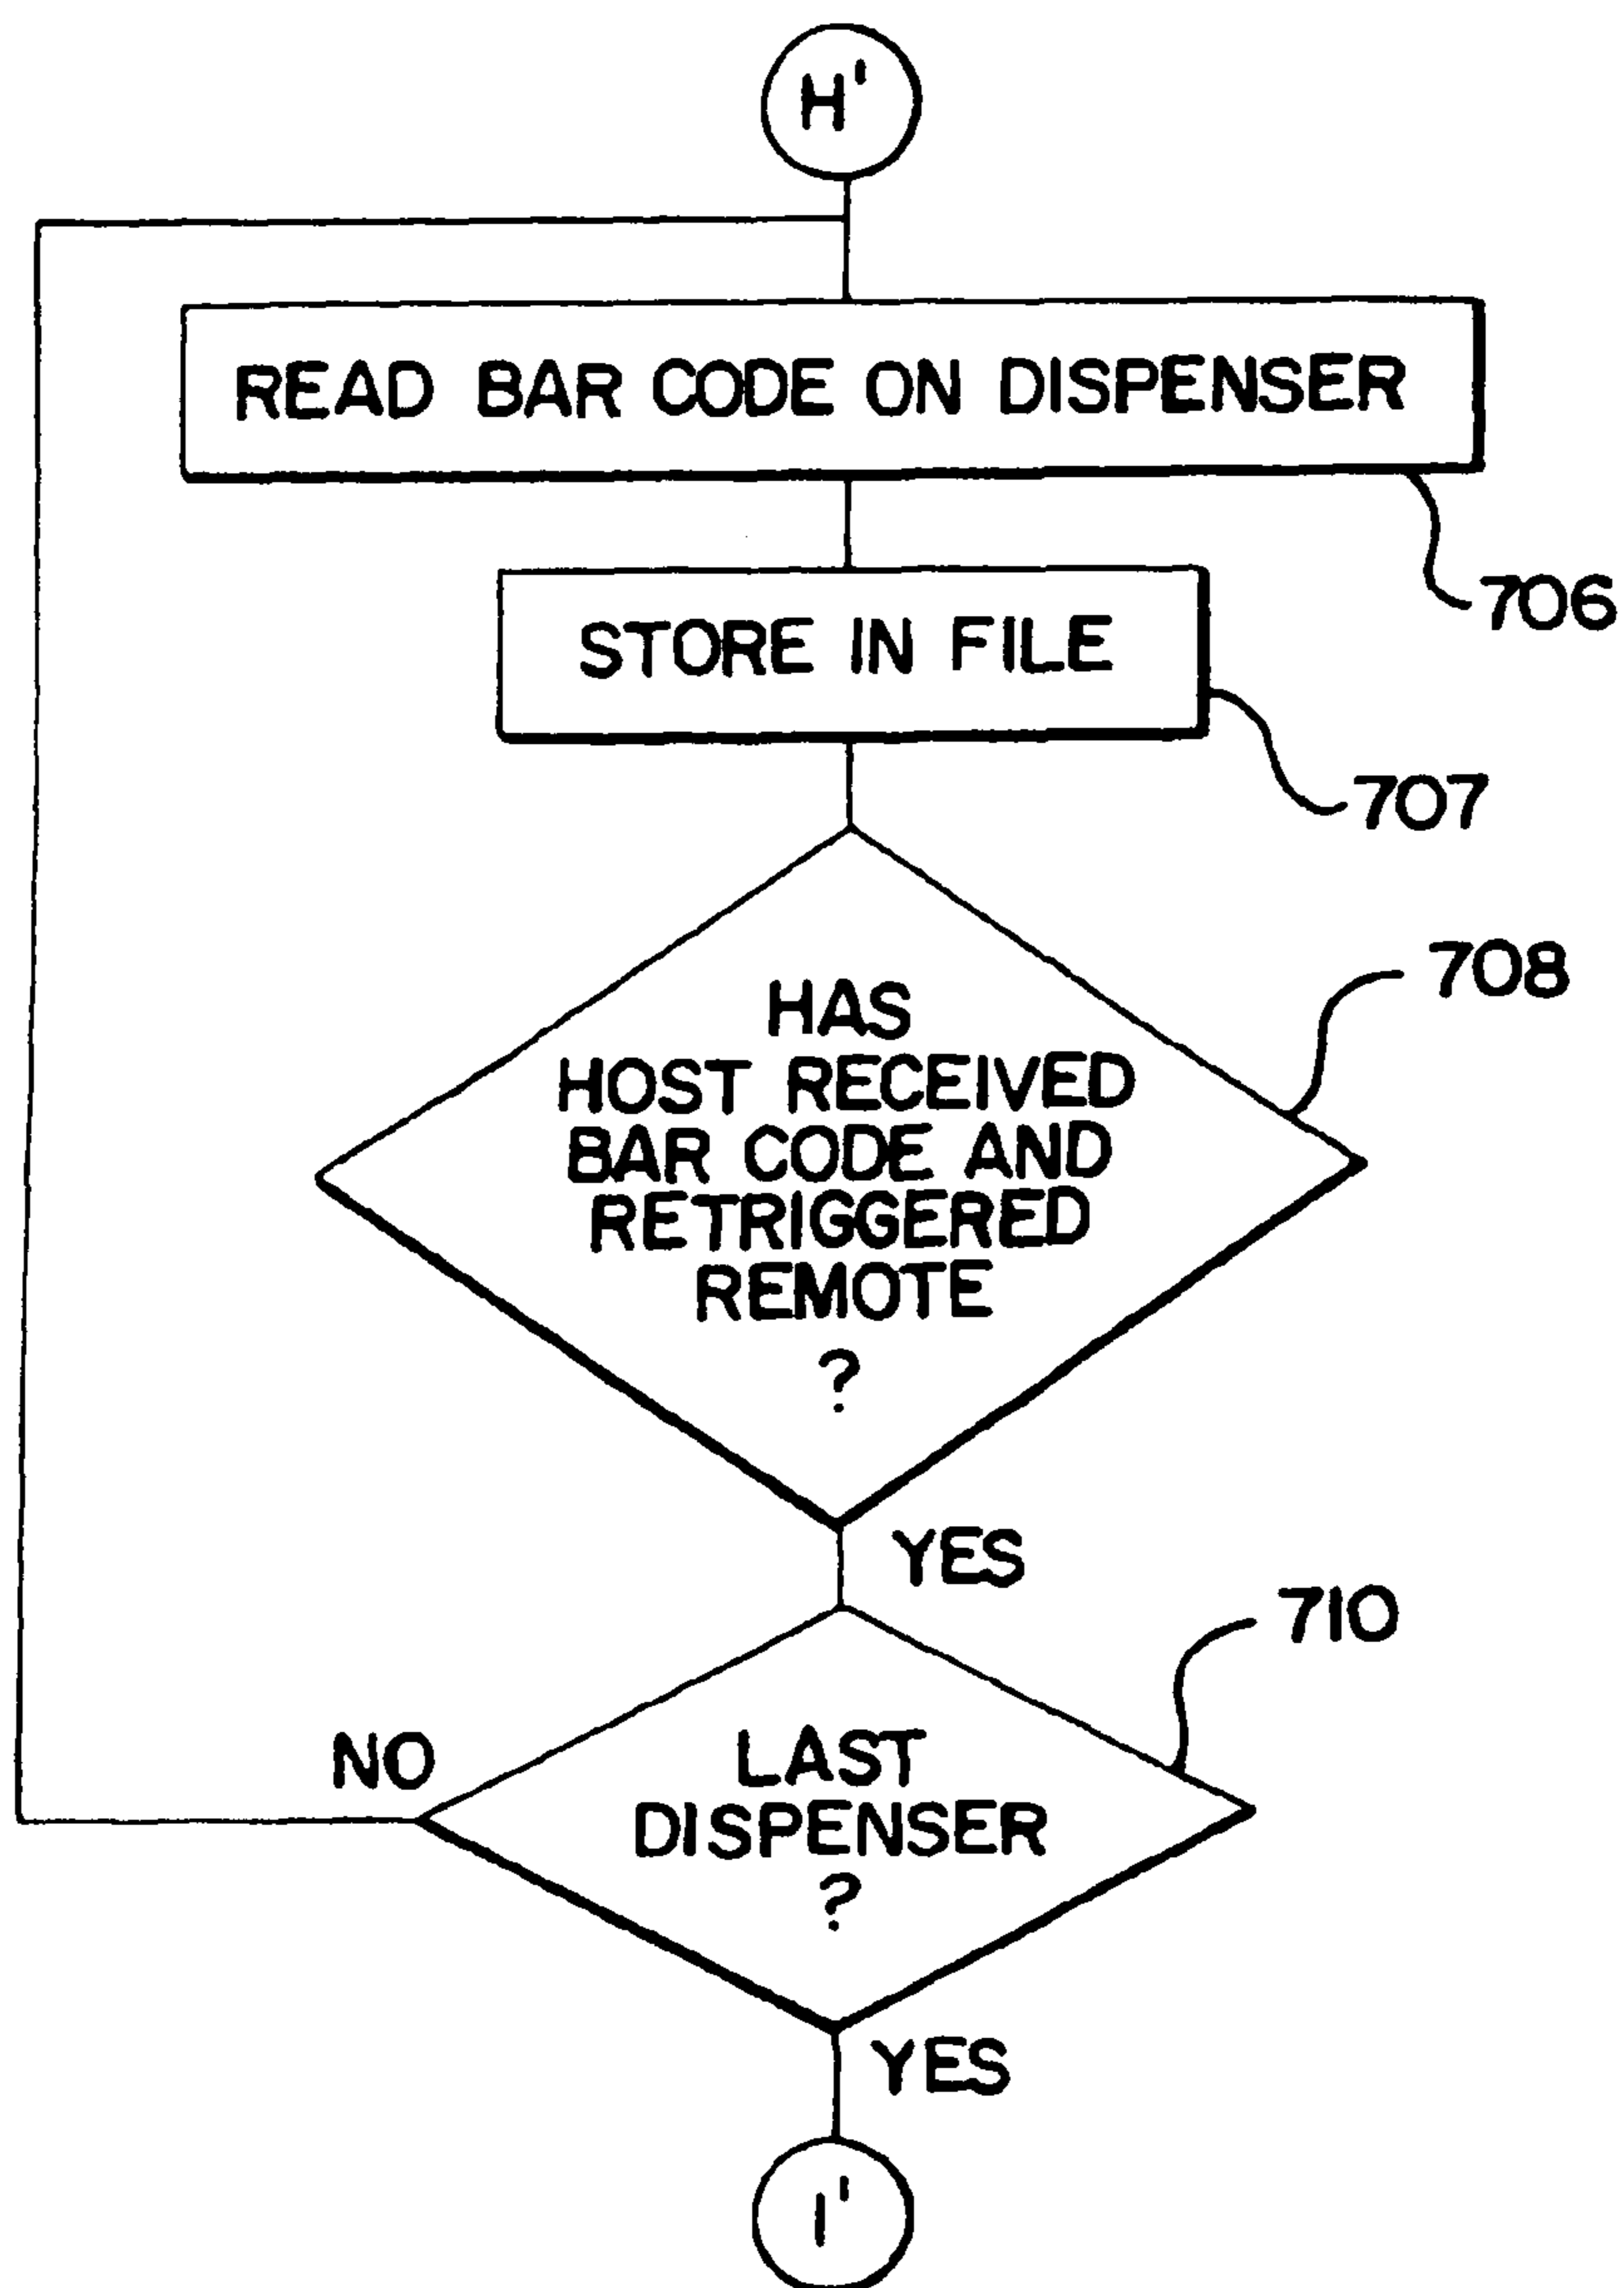 H'
READ BAR CODE ON DISPENSER
706
STORE IN FILE
707
708
HAS
HOST RECEIVED
BAR CODE AND
RETRIGGERED
REMOTE
?
YES
710
NO
LAST
DISPENSER
?
YES
I'